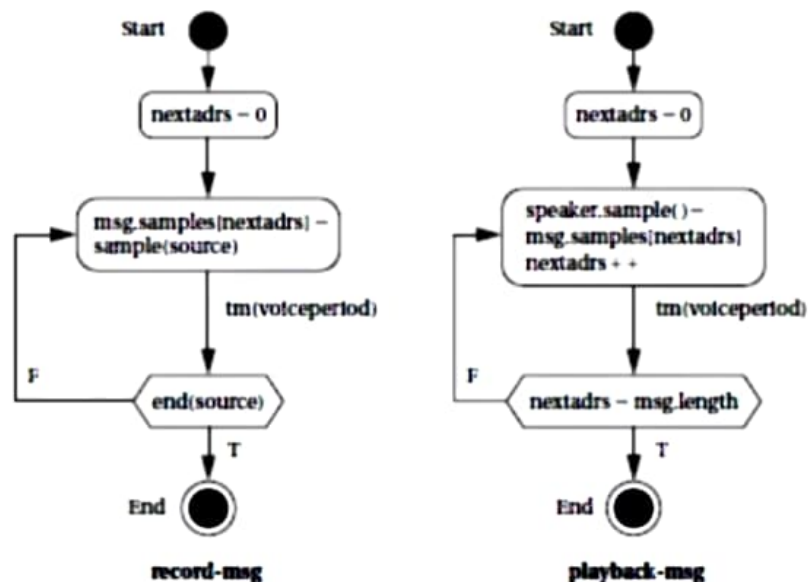 Start
nextadrs = 0
msg.samples[nextadrs] =
sample(source)
tm(voiceperiod)
F
end(source)
T
End
record-msg
Start
nextadrs = 0
speaker.sample() =
msg.samples[nextadrs]
nextadrs + +
tm(voiceperiod)
F
nextadrs = msg.length
T
End
playback-msg